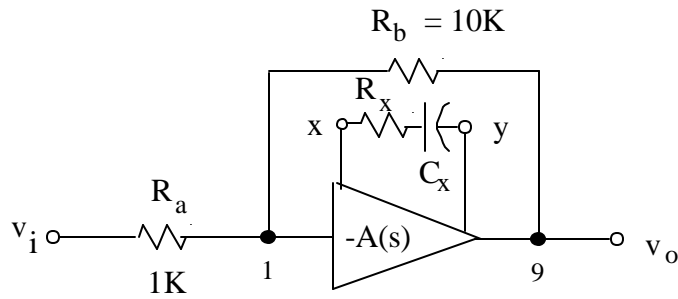 R_b = 10K
R_x
x
y
C_x
R_a
v_i
-A(s)
v_o
1K
1
9